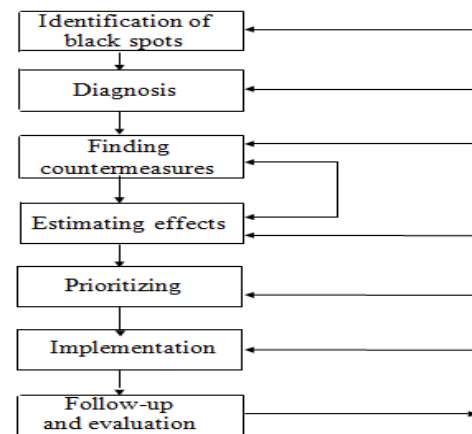 Identification of
black spots
Diagnosis
Finding
countermeasures
Estimating effects
Prioritizing
Implementation
Follow-up
and evaluation